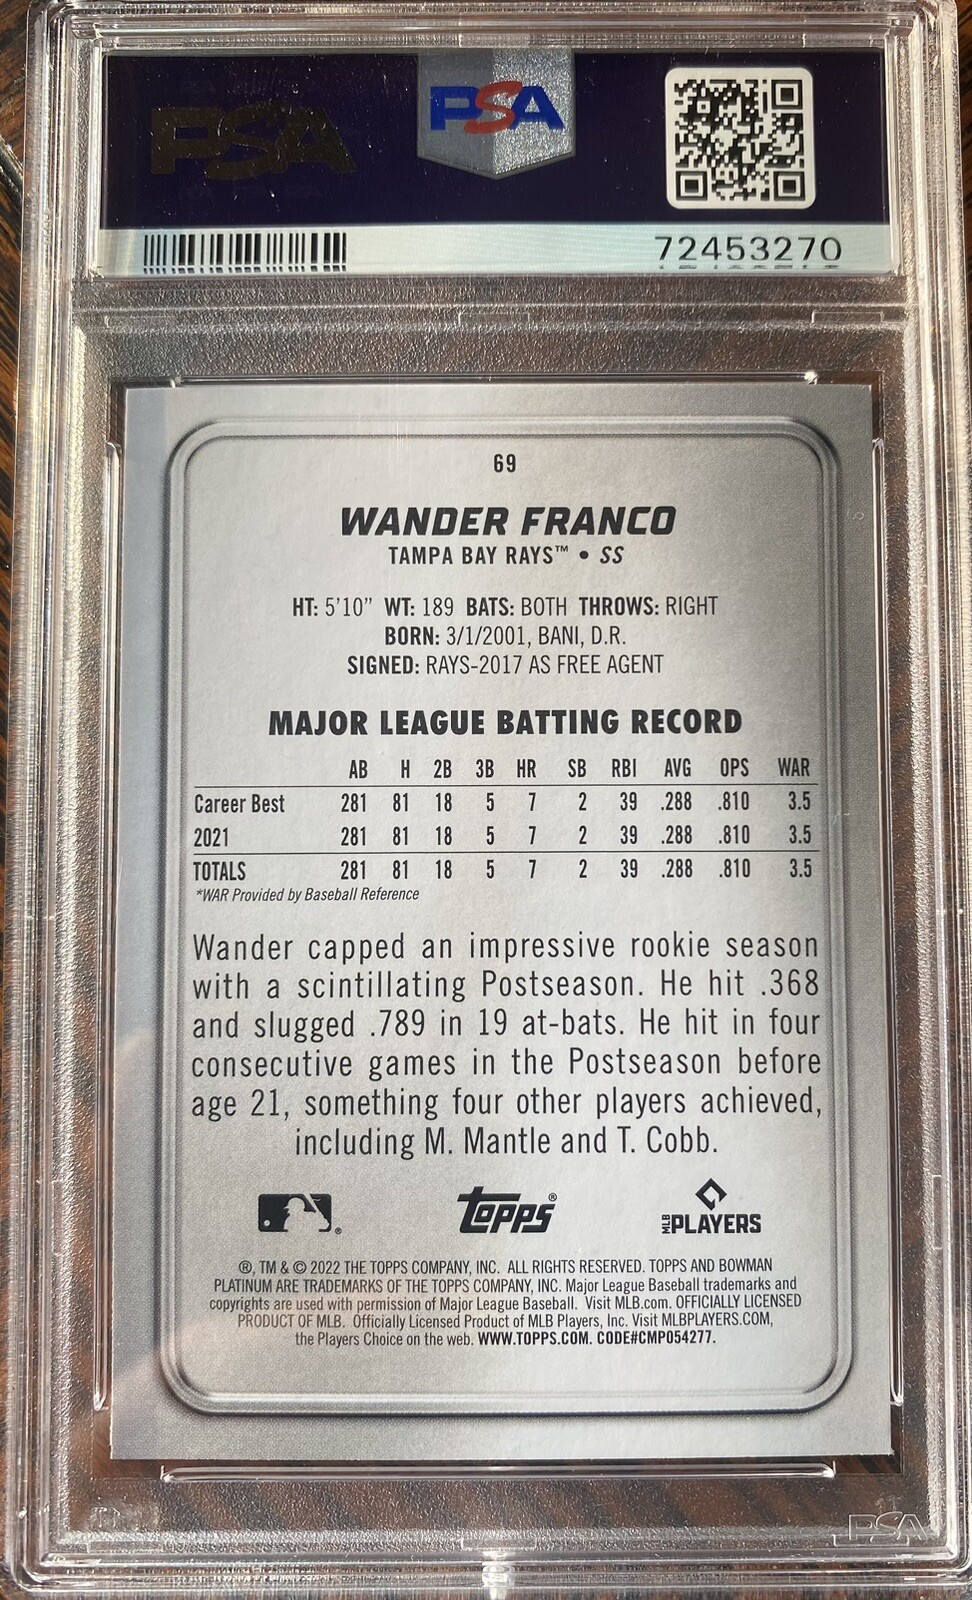 PSA
PSA
72453270
69
WANDER FRANCO
TAMPA BAY RAYS™ • SS
HT: 5'10" WT: 189 BATS: BOTH THROWS: RIGHT
BORN: 3/1/2001, BANI, D.R.
SIGNED: RAYS-2017 AS FREE AGENT
MAJOR LEAGUE BATTING RECORD
AB H 2B 3B HR SB RBI AVG OPS WAR
Career Best 281 81 18 5 7 2 39 .288 .810 3.5
2021 281 81 18 5 7 2 39 .288 .810 3.5
TOTALS 281 81 18 5 7 2 39 .288 .810 3.5
*WAR Provided by Baseball Reference
Wander capped an impressive rookie season
with a scintillating Postseason. He hit .368
and slugged .789 in 19 at-bats. He hit in four
consecutive games in the Postseason before
age 21, something four other players achieved,
including M. Mantle and T. Cobb.
® topps® MLB PLAYERS
®, TM & © 2022 THE TOPPS COMPANY, INC. ALL RIGHTS RESERVED. TOPPS AND BOWMAN
PLATINUM ARE TRADEMARKS OF THE TOPPS COMPANY, INC. Major League Baseball trademarks and
copyrights are used with permission of Major League Baseball. Visit MLB.com. OFFICIALLY LICENSED
PRODUCT OF MLB. Officially Licensed Product of MLB Players, Inc. Visit MLBPLAYERS.COM,
the Players Choice on the web. WWW.TOPPS.COM. CODE#CMP054277.
PSA